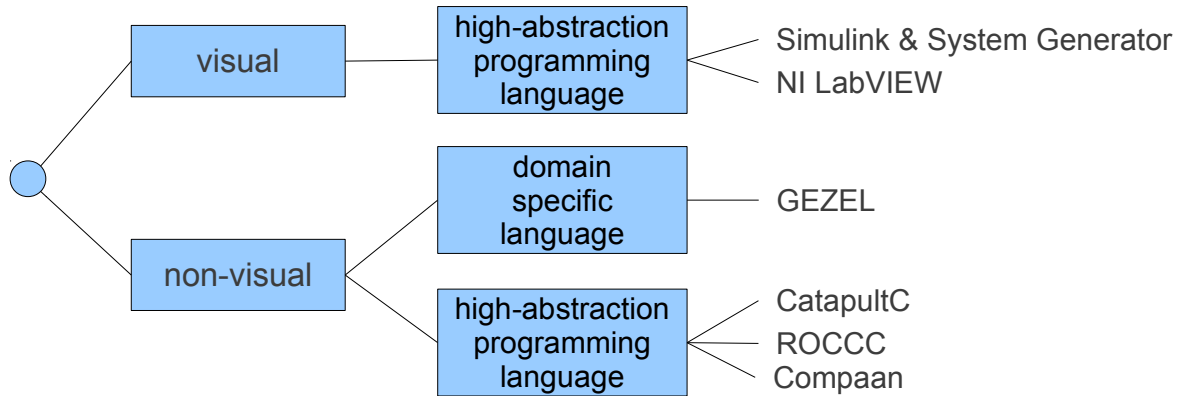 visual
high-abstraction
programming
language
Simulink & System Generator
NI LabVIEW
non-visual
domain
specific
language
GEZEL
high-abstraction
programming
language
CatapultC
ROCCC
Compaan